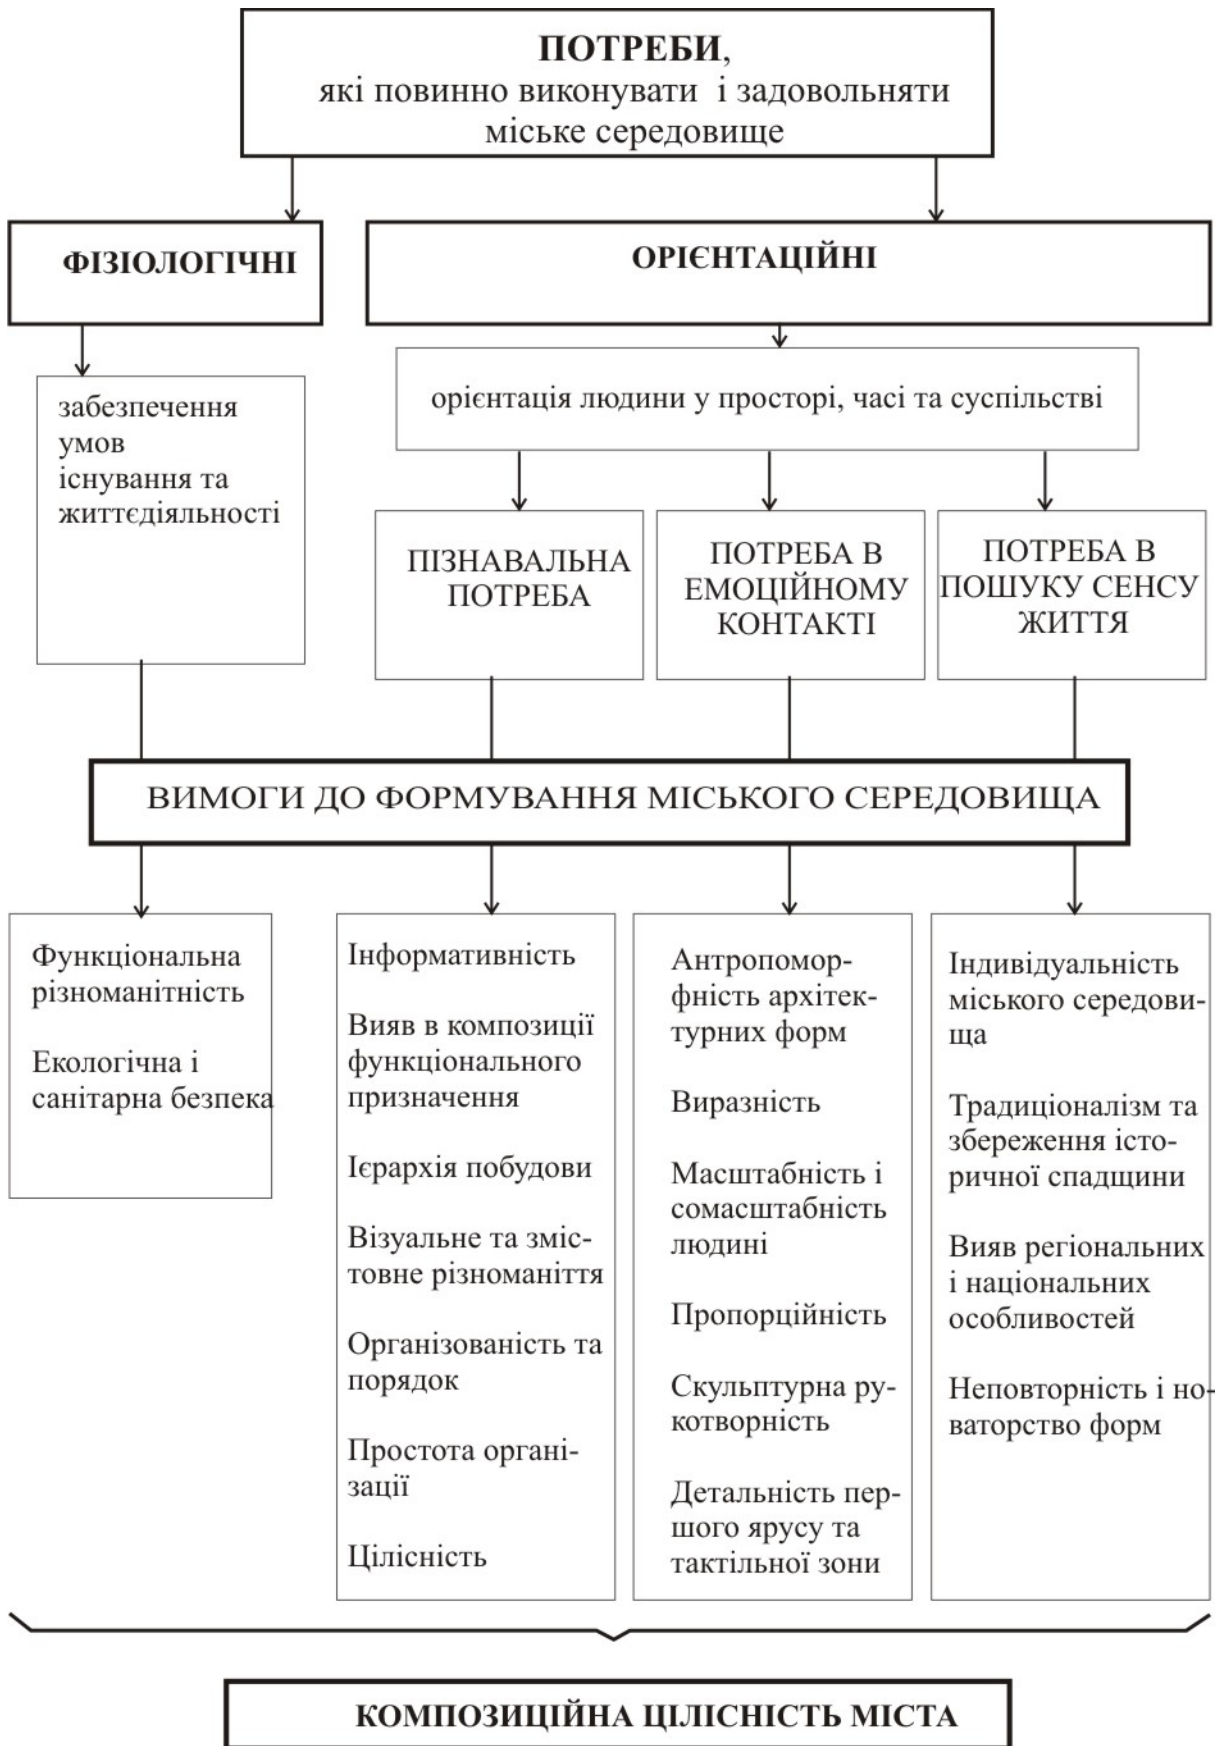 ПОТРЕБИ,
які повинно виконувати і задовольняти
міське середовище
ФІЗІОЛОГІЧНІ
ОРІЄНТАЦІЙНІ
забезпечення
умов
існування та
життєдіяльності
орієнтація людини у просторі, часі та суспільстві
ПІЗНАВАЛЬНА
ПОТРЕБА
ПОТРЕБА В
ЕМОЦІЙНОМУ
КОНТАКТІ
ПОТРЕБА В
ПОШУКУ СЕНСУ
ЖИТТЯ
ВИМОГИ ДО ФОРМУВАННЯ МІСЬКОГО СЕРЕДОВИЩА
Функціональна
різноманітність
Екологічна і
санітарна безпека
Інформативність
Вияв в композиції
функціонального
призначення
Ієрархія побудови
Візуальне та зміс-
товне різноманіття
Організованість та
порядок
Простота органі-
зації
Цілісність
Антропомор-
фність архітек-
турних форм
Виразність
Масштабність і
сомасштабність
людині
Пропорційність
Скульптурна ру-
котворність
Детальність пер-
шого ярусу та
тактільної зони
Індивідуальність
міського середови-
ща
Традиціоналізм та
збереження істо-
ричної спадщини
Вияв регіональних
і національних
особливостей
Неповторність і но-
ваторство форм
КОМПОЗИЦІЙНА ЦІЛІСНІСТЬ МІСТА